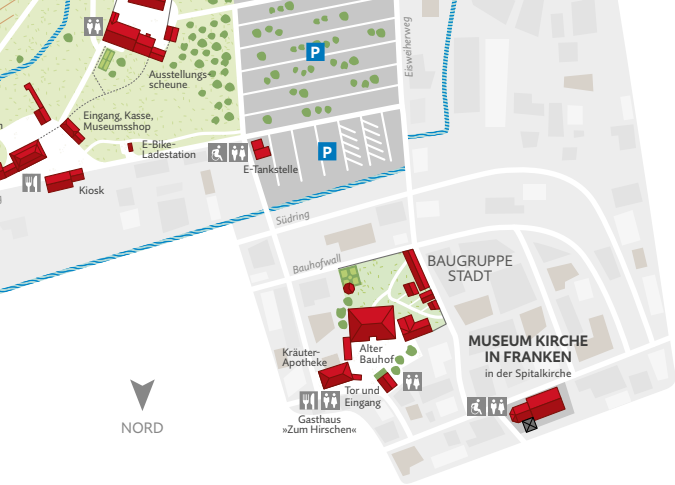 Eisweiherweg
P
Ausstellungs-
scheune
Eingang, Kasse,
Museumsshop
E-Bike-
Ladestation
P
E-Tankstelle
Kiosk
Südring
Bauhofwall
BAUGRUPPE
STADT
MUSEUM KIRCHE
IN FRANKEN
in der Spitalkirche
Kräuter-
Apotheke
Alter
Bauhof
Tor und
Eingang
Gasthaus
»Zum Hirschen«
NORD